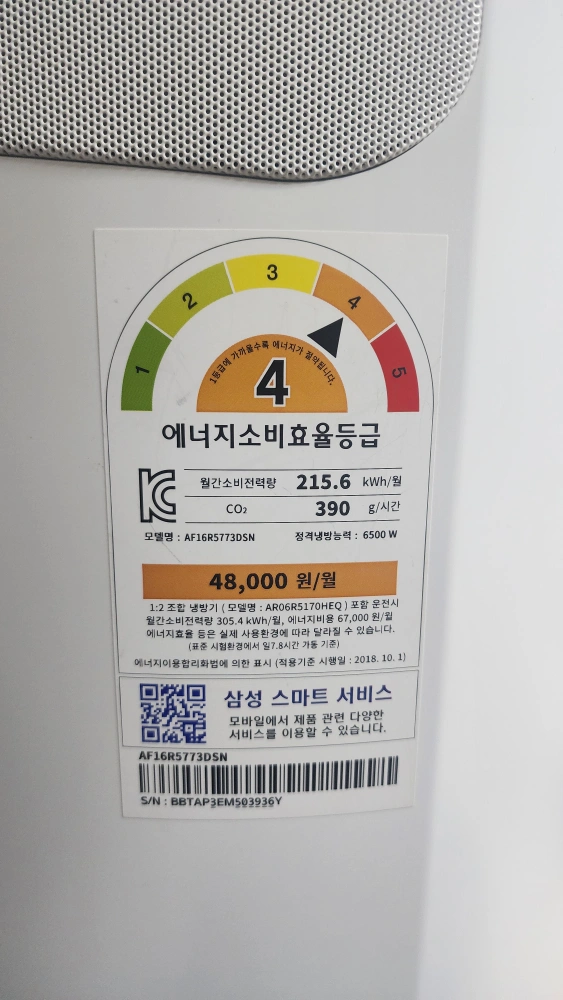 1
2
3
4
5
1등급에 가까울수록 에너지가 절약됩니다.
4
에너지소비효율등급
월간소비전력량 215.6 kWh/월
CO₂ 390 g/시간
모델명 : AF16R5773DSN 정격냉방능력 : 6500 W
48,000 원/월
1:2 조합 냉방기 ( 모델명 : AR06R5170HEQ ) 포함 운전시
월간소비전력량 305.4 kWh/월, 에너지비용 67,000 원/월
에너지효율 등은 실제 사용환경에 따라 달라질 수 있습니다.
(표준 시험환경에서 일7.8시간 가동 기준)
에너지이용합리화법에 의한 표시 (적용기준 시행일 : 2018. 10. 1)
삼성 스마트 서비스
모바일에서 제품 관련 다양한
서비스를 이용할 수 있습니다.
AF16R5773DSN
S/N : BBTAP3EM503936Y